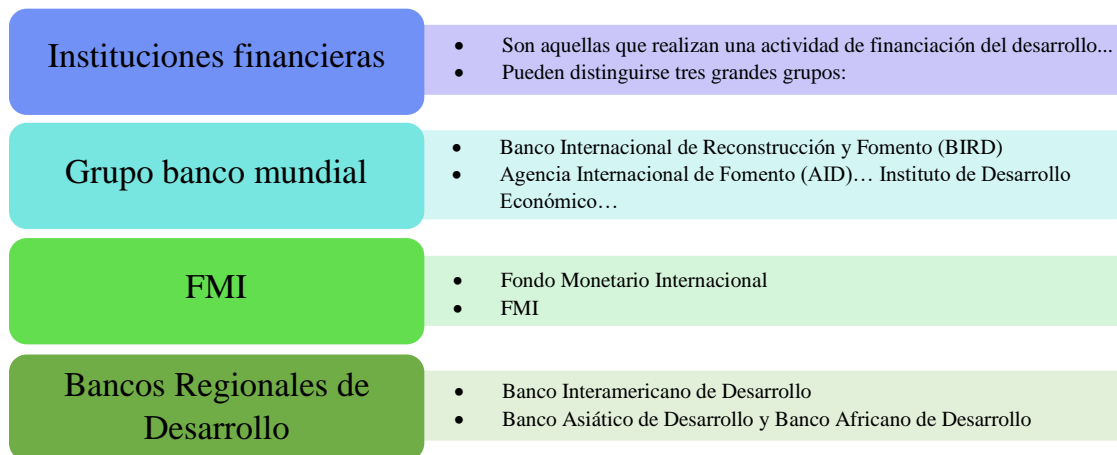 Instituciones financieras
• Son aquellas que realizan una actividad de financiación del desarrollo...
• Pueden distinguirse tres grandes grupos:
Grupo banco mundial
• Banco Internacional de Reconstrucción y Fomento (BIRD)
• Agencia Internacional de Fomento (AID)… Instituto de Desarrollo
Económico…
FMI
• Fondo Monetario Internacional
• FMI
Bancos Regionales de
Desarrollo
• Banco Interamericano de Desarrollo
• Banco Asiático de Desarrollo y Banco Africano de Desarrollo